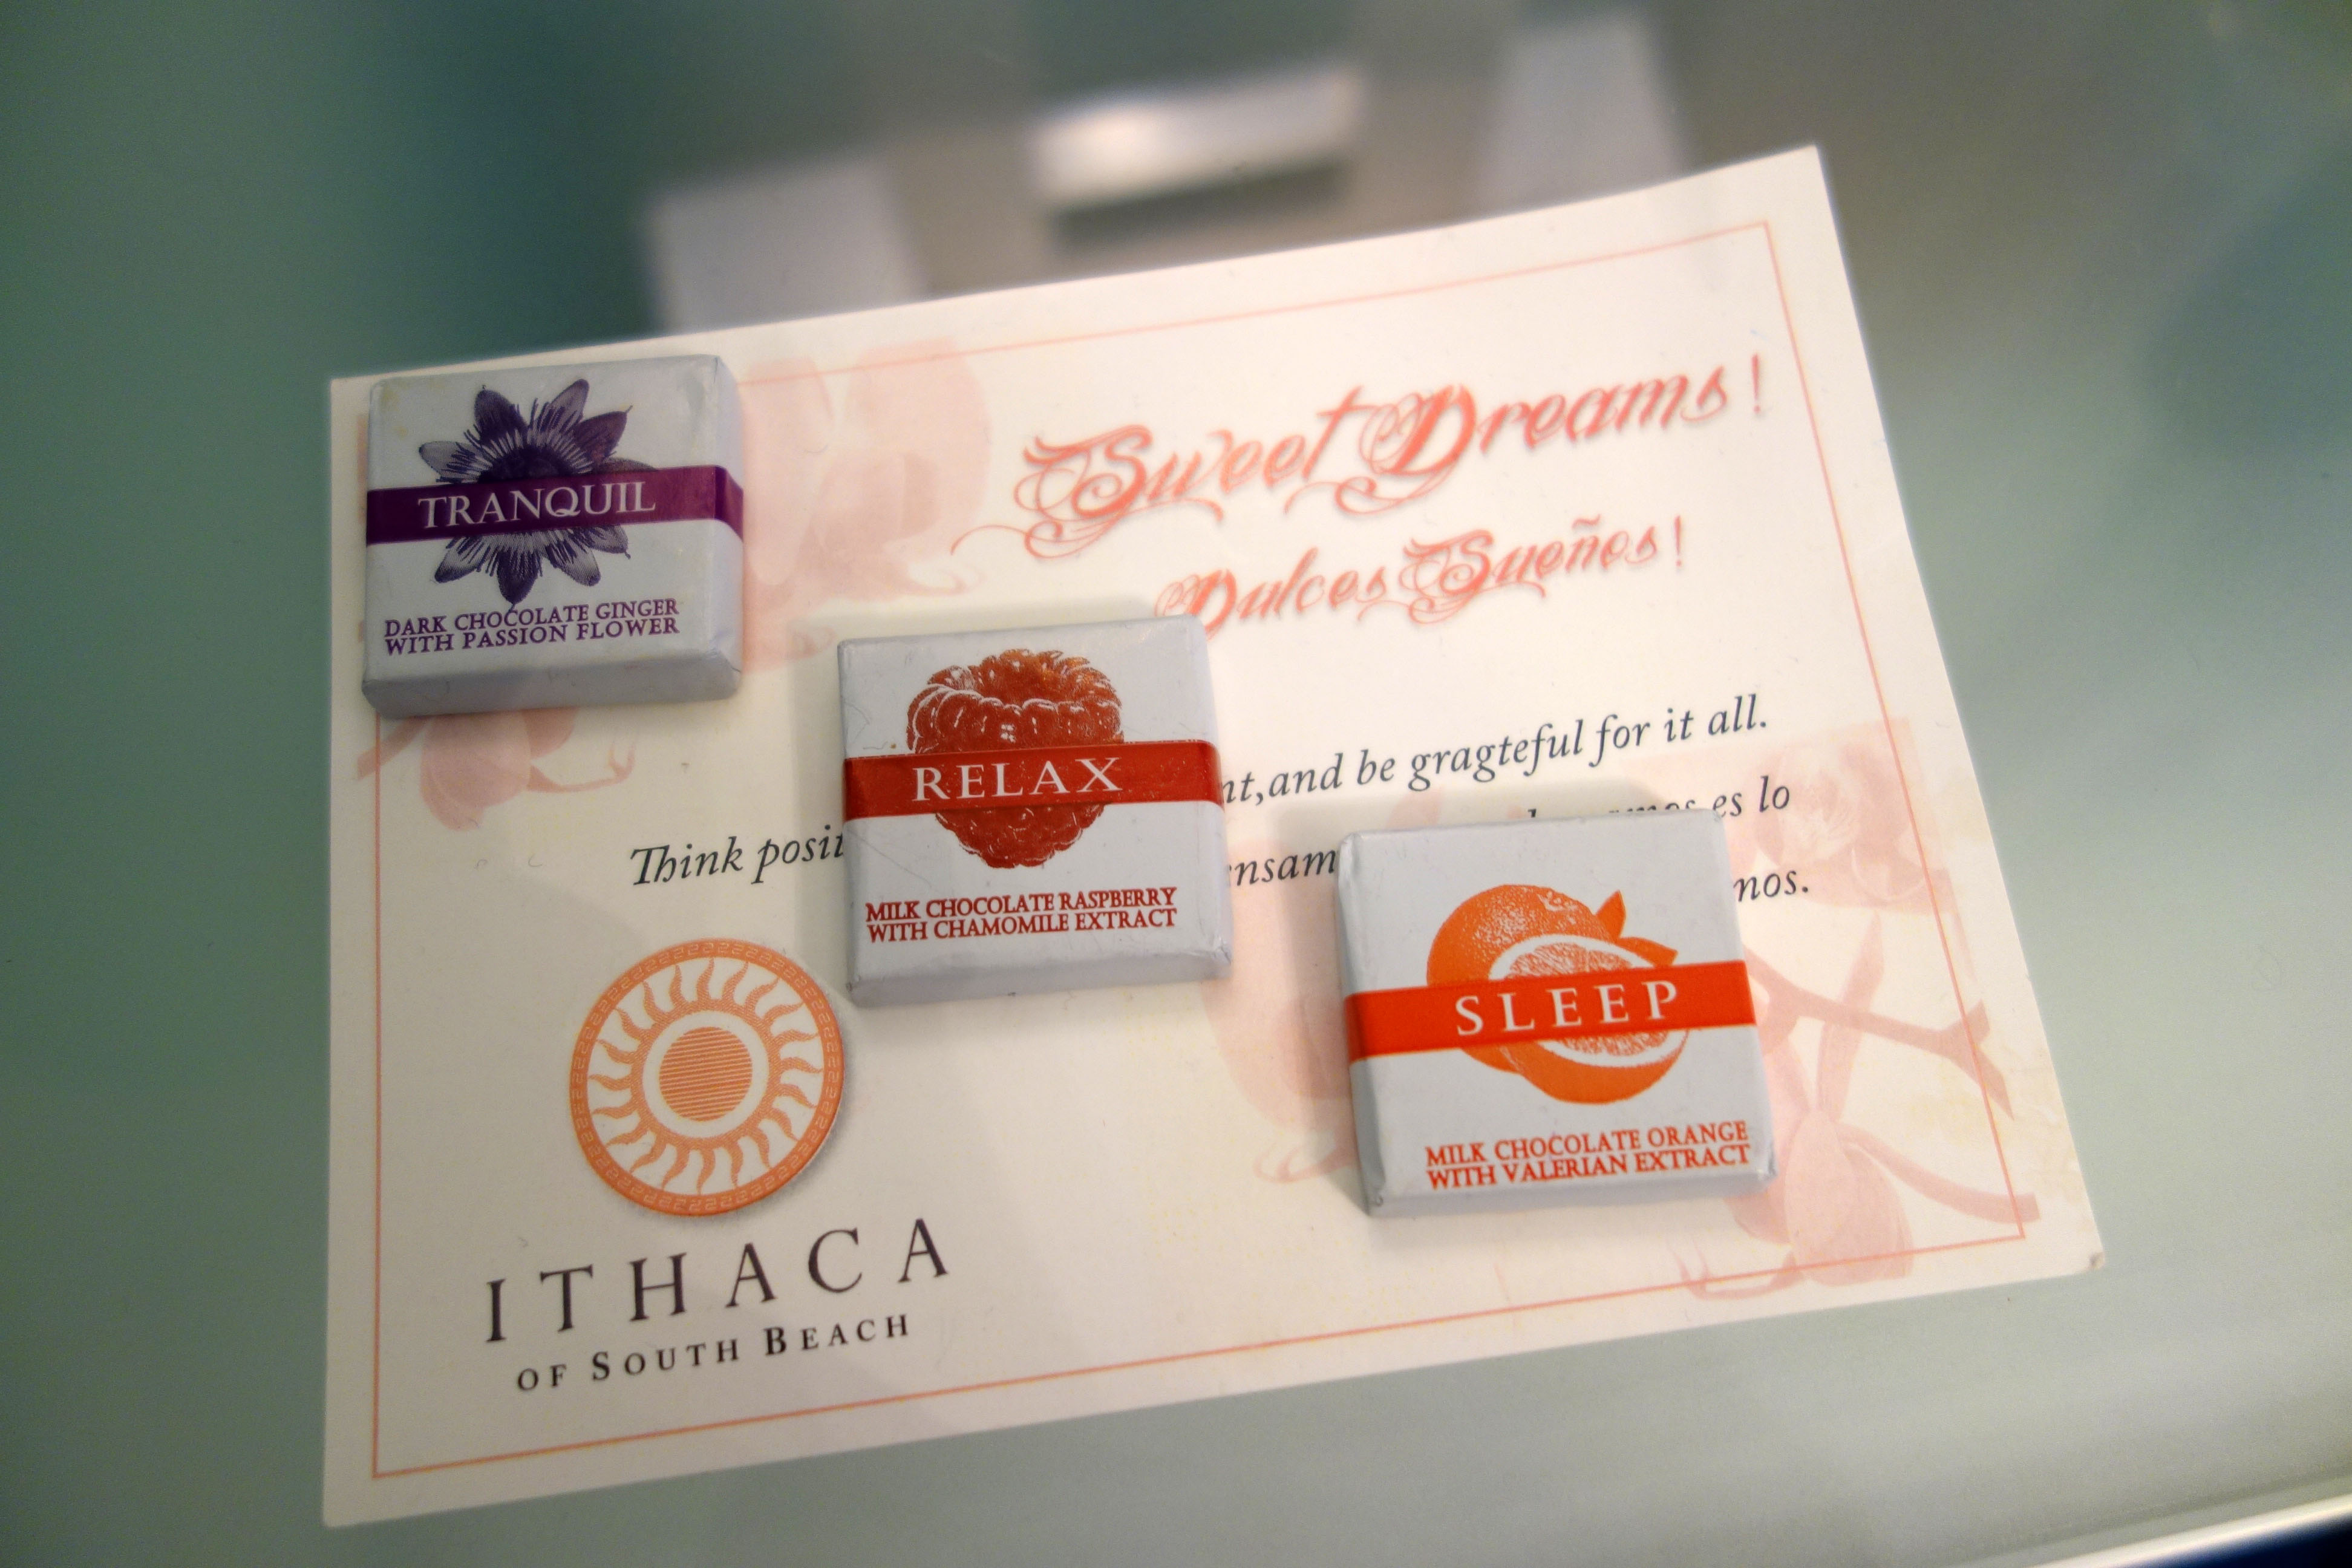 Sweet Dreams!
Dulces Sueños!
TRANQUIL
DARK CHOCOLATE GINGER
WITH PASSION FLOWER
RELAX
MILK CHOCOLATE RASPBERRY
WITH CHAMOMILE EXTRACT
Think posit nt,and be gragteful for it all.
nsam es lo
mos.
SLEEP
MILK CHOCOLATE ORANGE
WITH VALERIAN EXTRACT
ITHACA
OF SOUTH BEACH